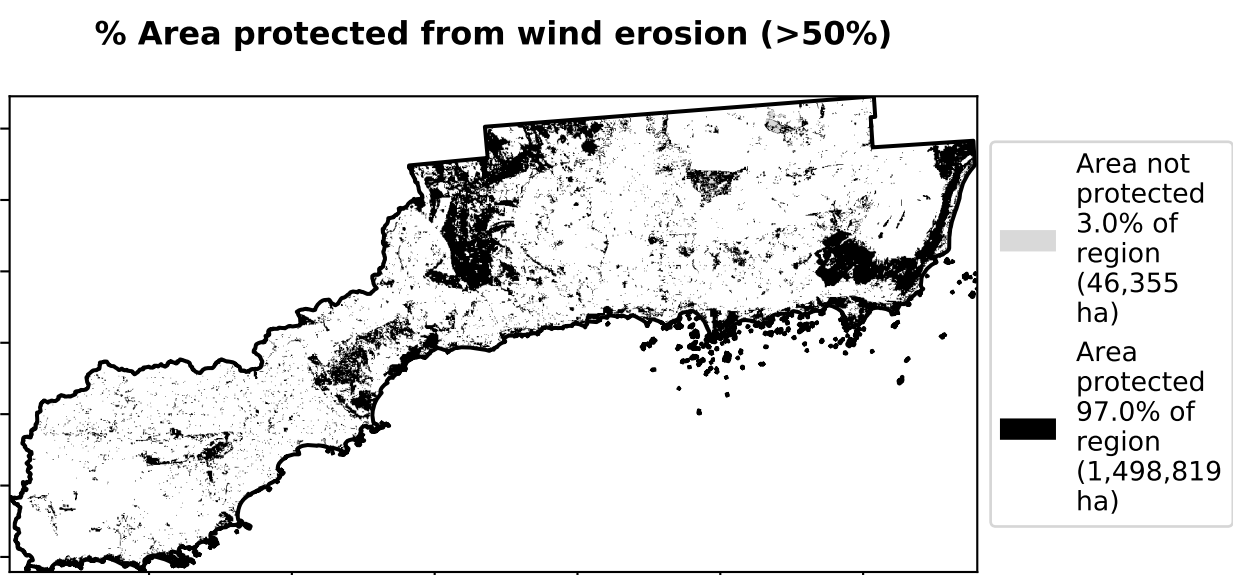 % Area protected from wind erosion (>50%)
Area not
protected
3.0% of
region
(46,355
ha)
Area
protected
97.0% of
region
(1,498,819
ha)